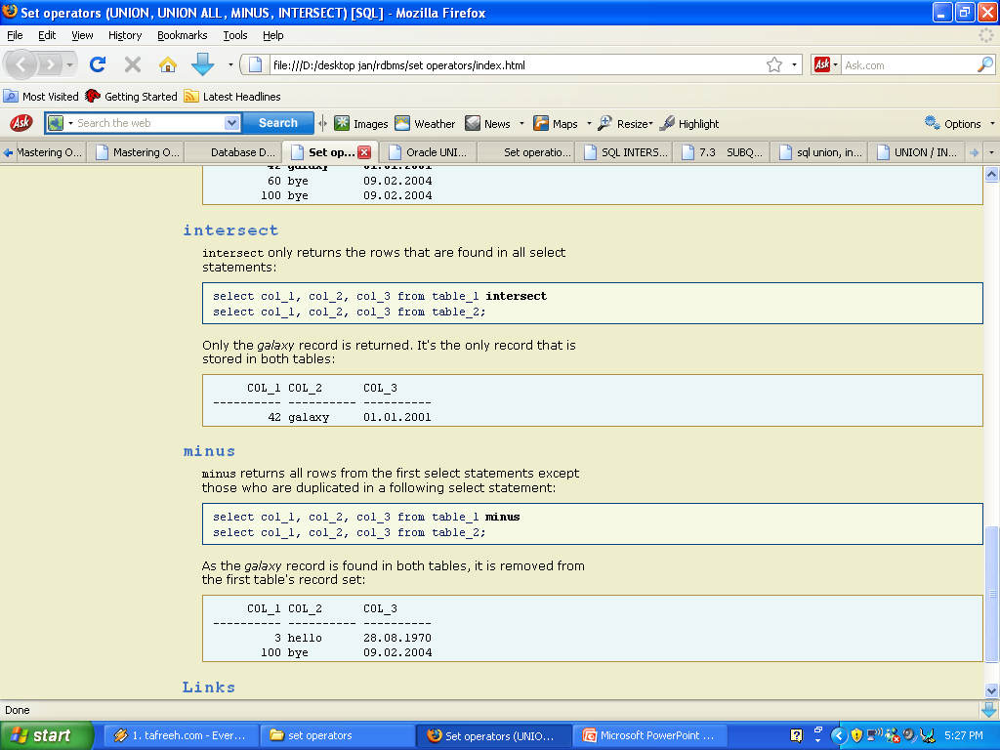 Set operators (UNION, UNION ALL, MINUS, INTERSECT) [SQL] - Mozilla Firefox
File Edit View History Bookmarks Tools Help
file:///D:/desktop jan/rdbms/set operators/index.html Ask Ask.com
Most Visited Getting Started Latest Headlines
Ask Search the web Search Images Weather News Maps Resize Highlight Options
Mastering O... Mastering O... Database D... Set op... Oracle UNI... Set operatio... SQL INTERS... 7.3 SUBQ... sql union, in... UNION / IN...
42 galaxy 01.01.2001
60 bye 09.02.2004
100 bye 09.02.2004
intersect
intersect only returns the rows that are found in all select
statements:
select col_1, col_2, col_3 from table_1 intersect
select col_1, col_2, col_3 from table_2;
Only the galaxy record is returned. It's the only record that is
stored in both tables:
COL_1 COL_2 COL_3
---------- ---------- ----------
42 galaxy 01.01.2001
minus
minus returns all rows from the first select statements except
those who are duplicated in a following select statement:
select col_1, col_2, col_3 from table_1 minus
select col_1, col_2, col_3 from table_2;
As the galaxy record is found in both tables, it is removed from
the first table's record set:
COL_1 COL_2 COL_3
---------- ---------- ----------
3 hello 28.08.1970
100 bye 09.02.2004
Links
Done
start 1. tafreeh.com - Ever... set operators Set operators (UNIO... Microsoft PowerPoint ... 5:27 PM